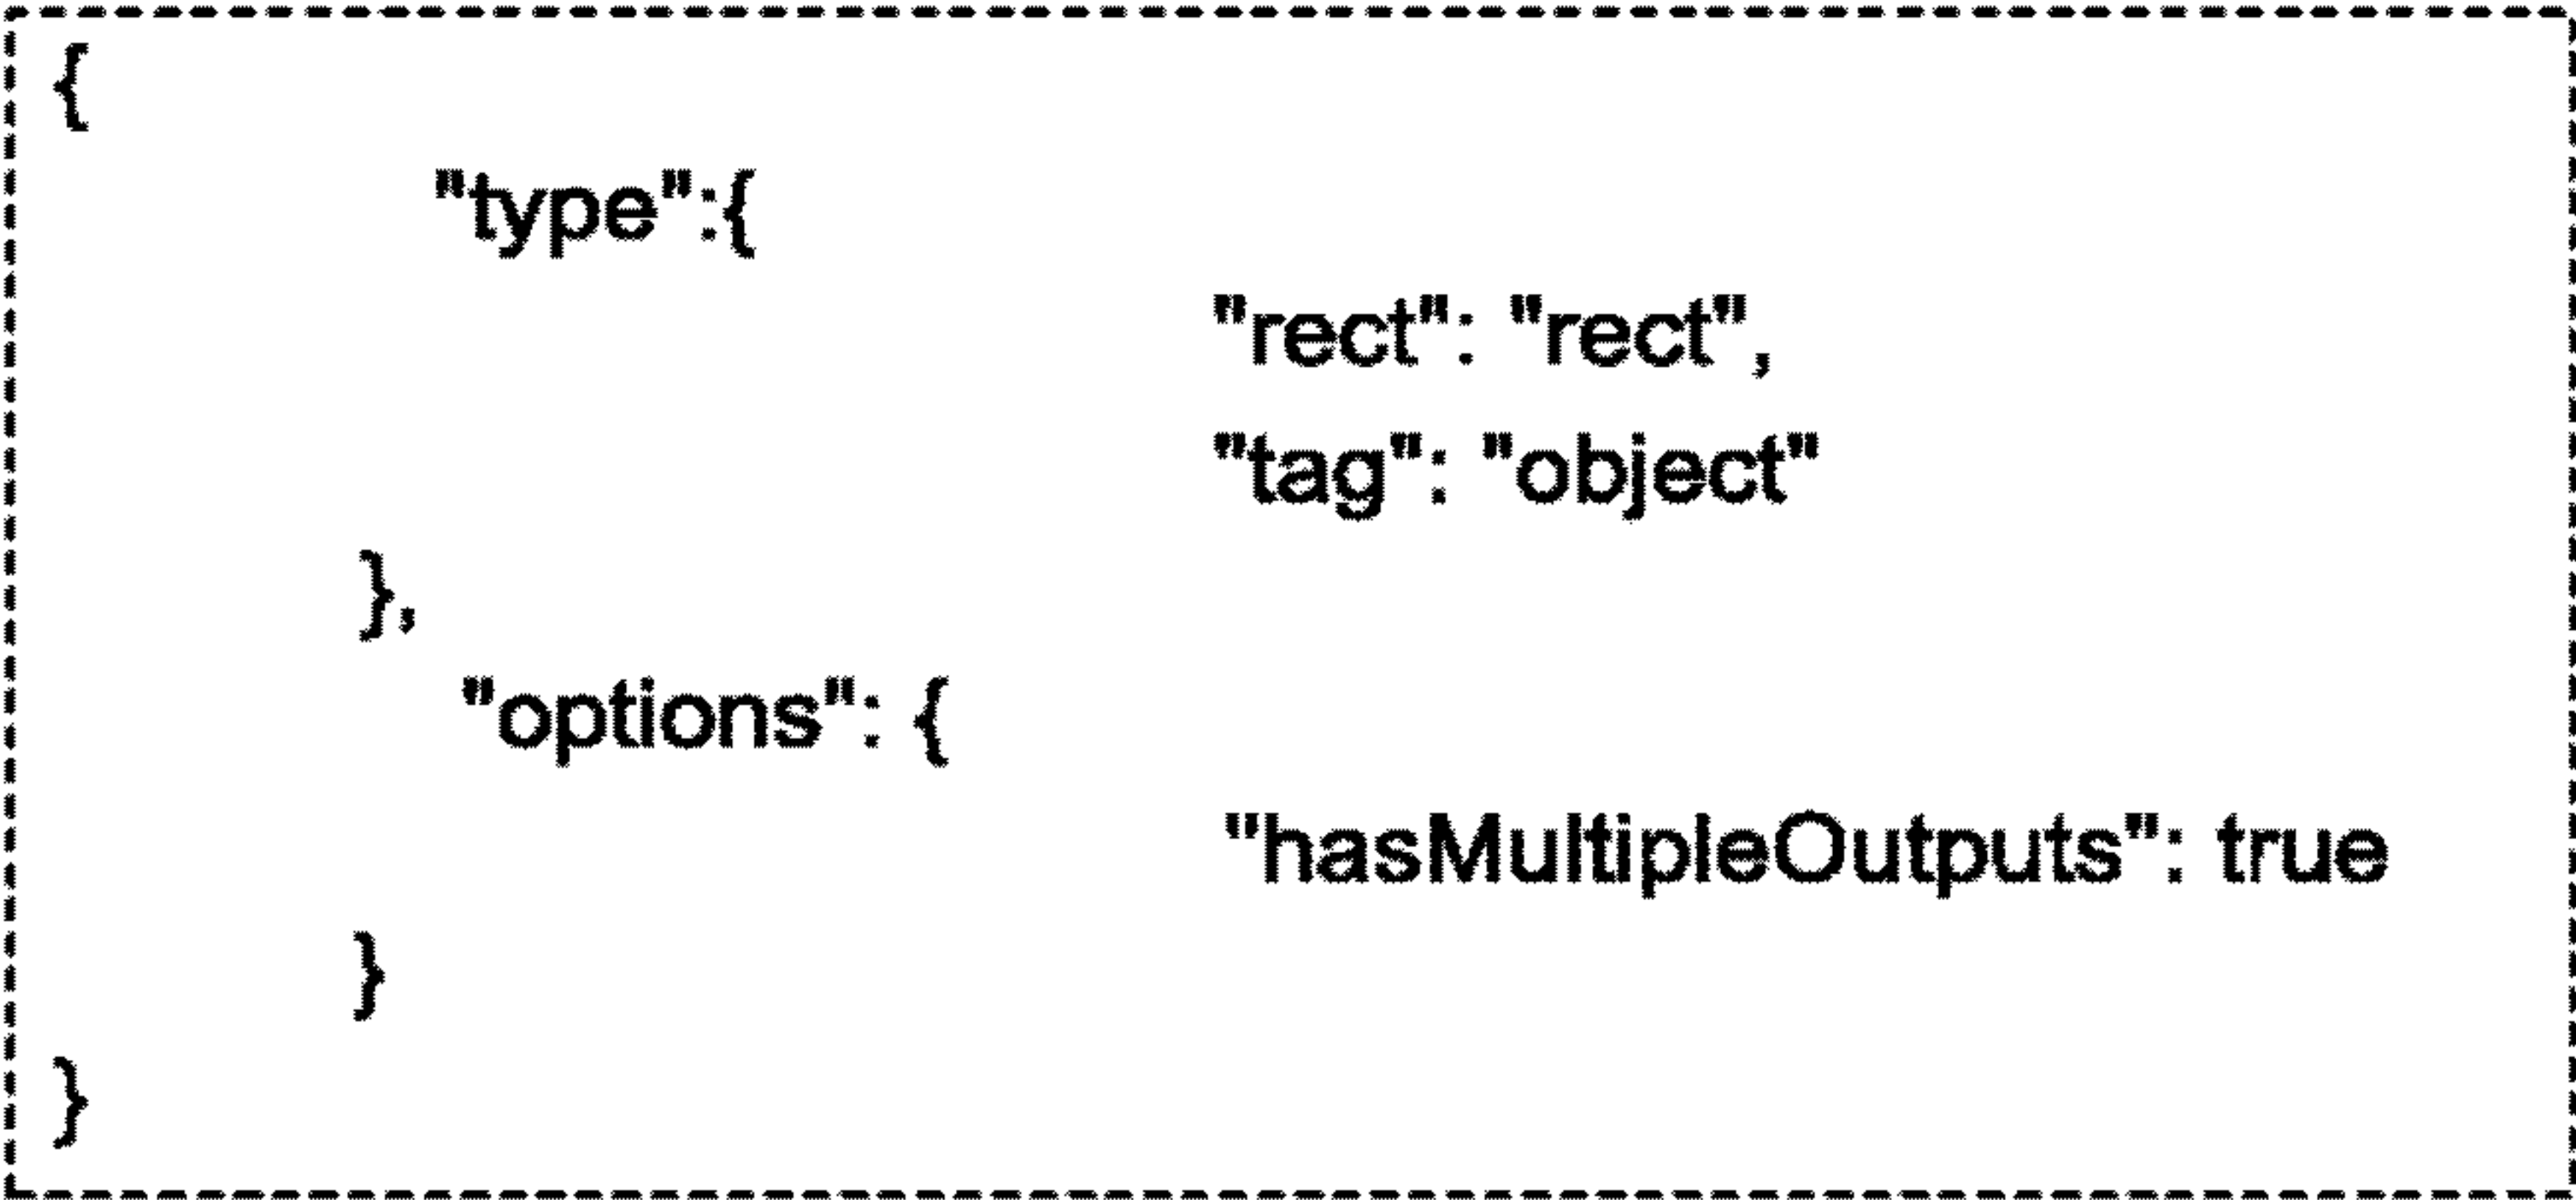 {
"type":{
"rect": "rect",
"tag": "object"
},
"options": {
"hasMultipleOutputs": true
}
}